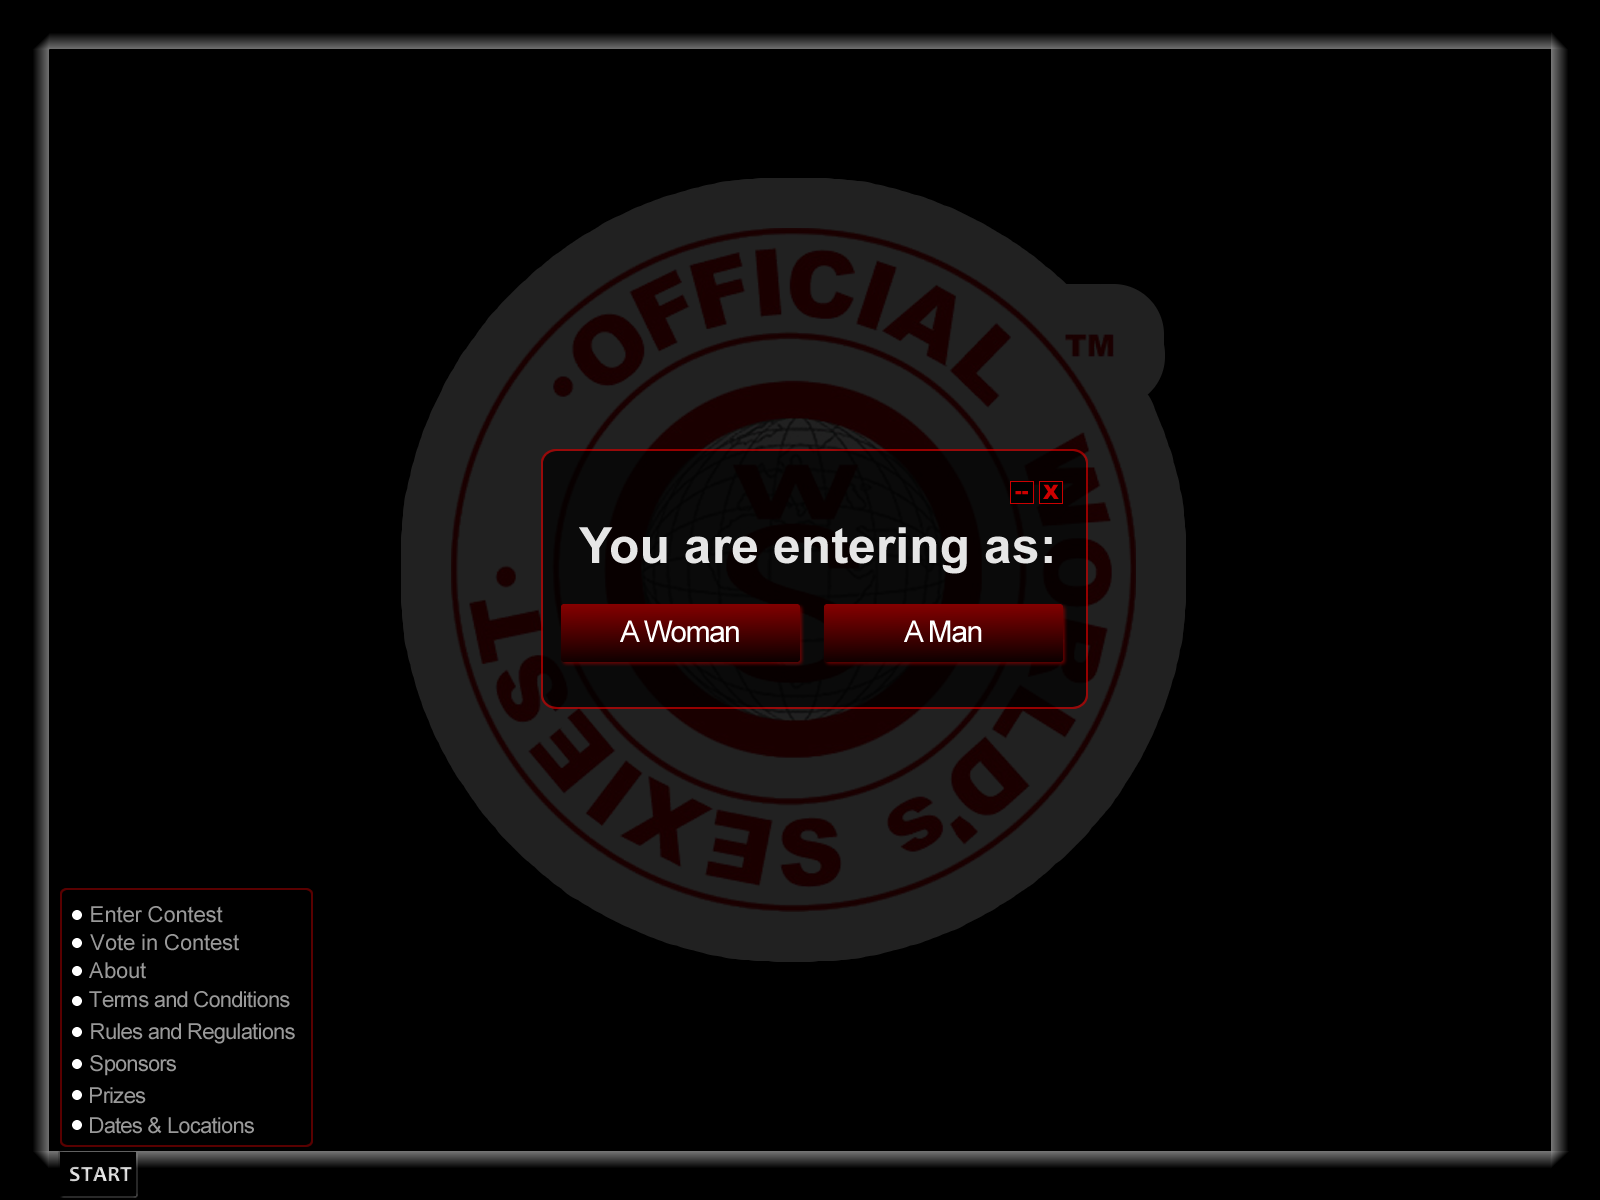 •OFFICIAL WORLD's SEXIEST•
TM
W
S
-- X
You are entering as:
A Woman
A Man
Enter Contest
Vote in Contest
About
Terms and Conditions
Rules and Regulations
Sponsors
Prizes
Dates & Locations
START